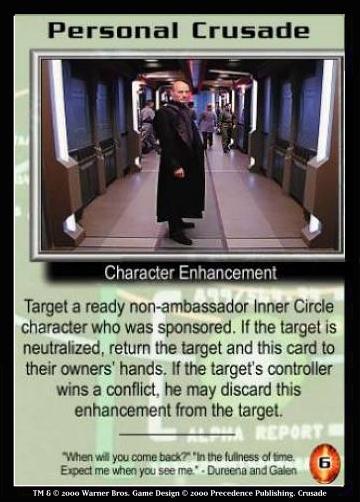 Personal Crusade
Character Enhancement
Target a ready non-ambassador Inner Circle
character who was sponsored. If the target is
neutralized, return the target and this card to
their owners' hands. If the target's controller
wins a conflict, he may discard this
enhancement from the target.
ALPHA REPORT
"When will you come back?" "In the fullness of time.
Expect me when you see me." - Dureena and Galen
6
TM & © 2000 Warner Bros. Game Design © 2000 Precedence Publishing. Crusade